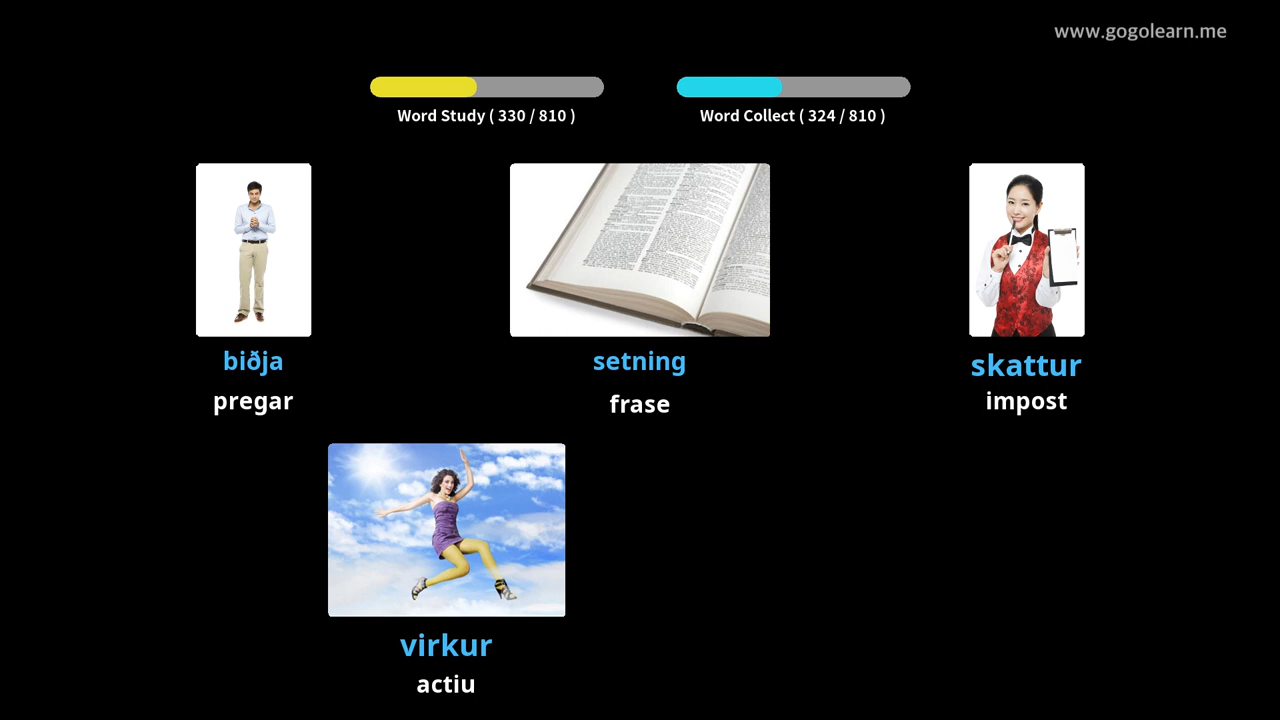 www.gogolearn.me
Word Study ( 330 / 810 )
Word Collect ( 324 / 810 )
biðja
pregar
setning
frase
skattur
impost
virkur
actiu